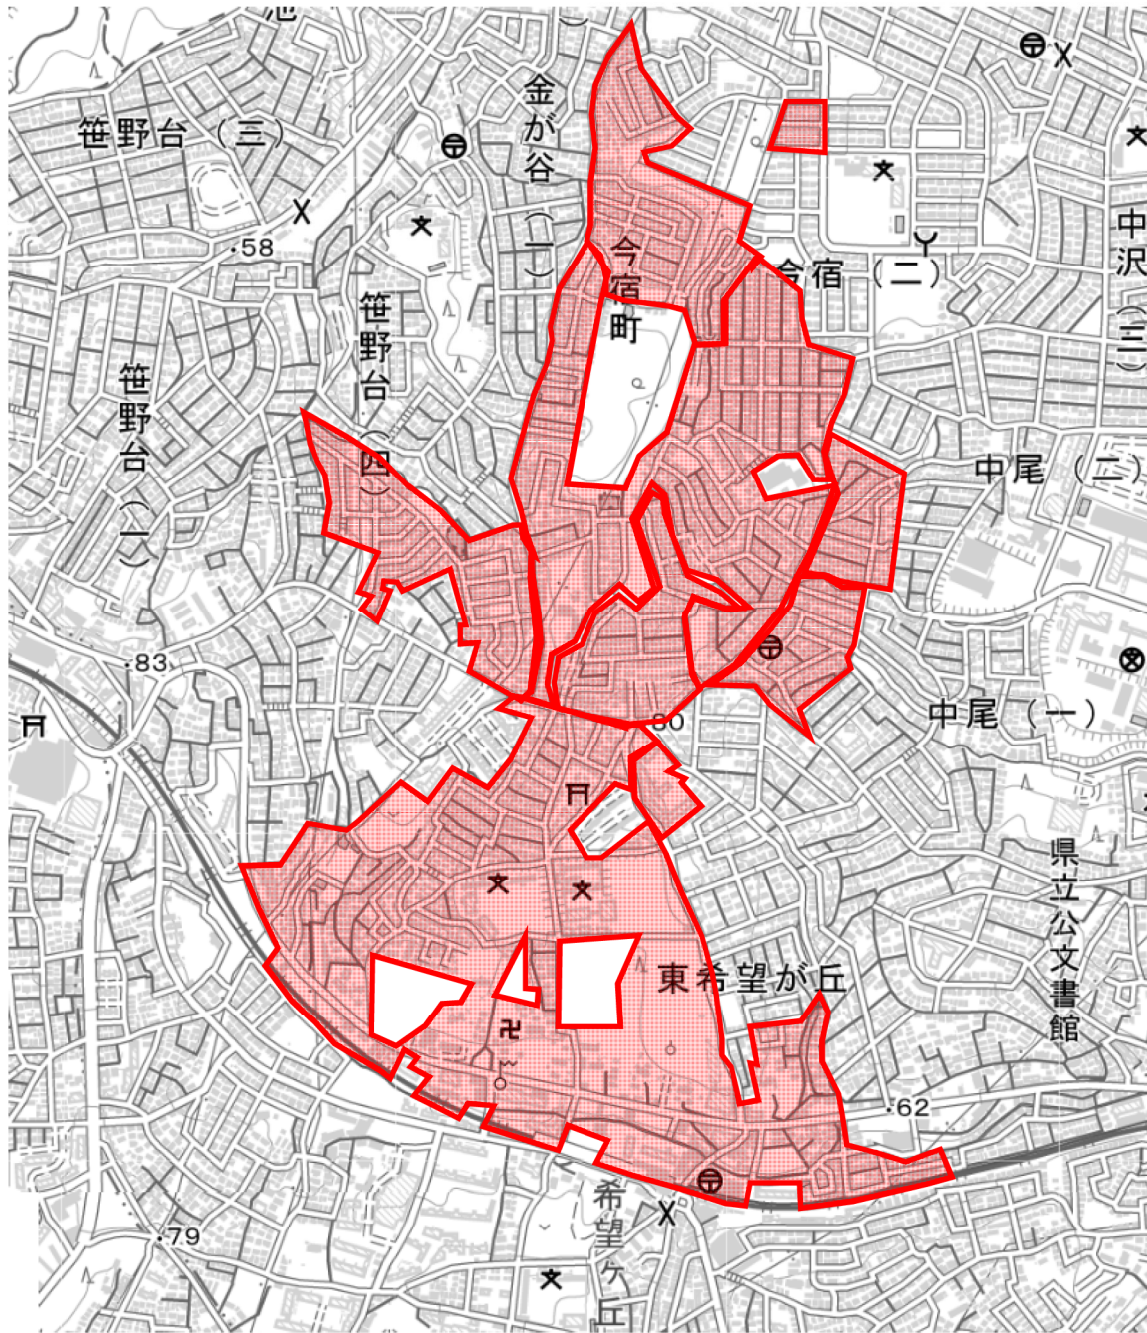 笹野台（三）
金が谷（一）
・58
今宿町
今宿（二）
中沢（三）
笹野台（四）
笹野台（一）
中尾（二）
・83
中尾（一）
80
県立公文書館
東希望が丘
・62
希望ケ丘
・79